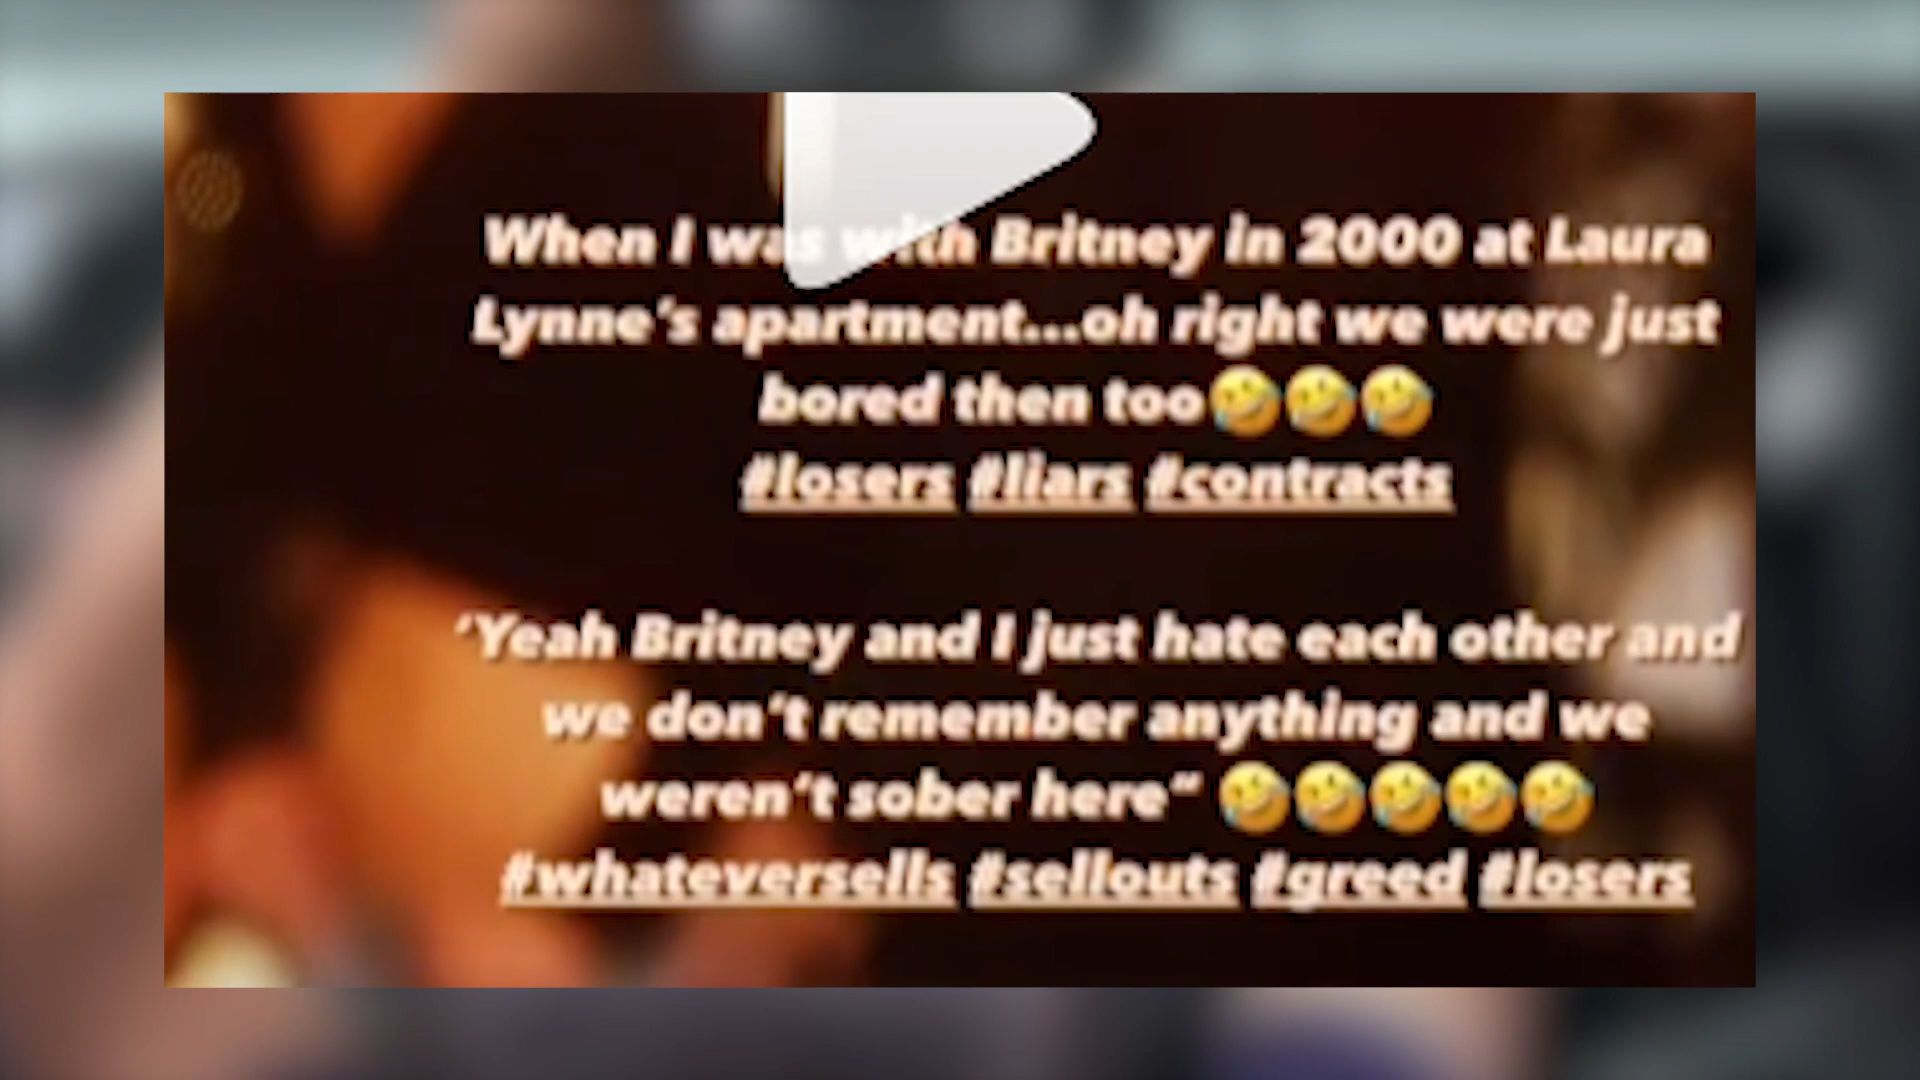 When I was with Britney in 2000 at Laura
Lynne's apartment...oh right we were just
bored then too🤣🤣🤣
#losers #liars #contracts
'Yeah Britney and I just hate each other and
we don't remember anything and we
weren't sober here" 🤣🤣🤣🤣🤣
#whateversells #sellouts #greed #losers